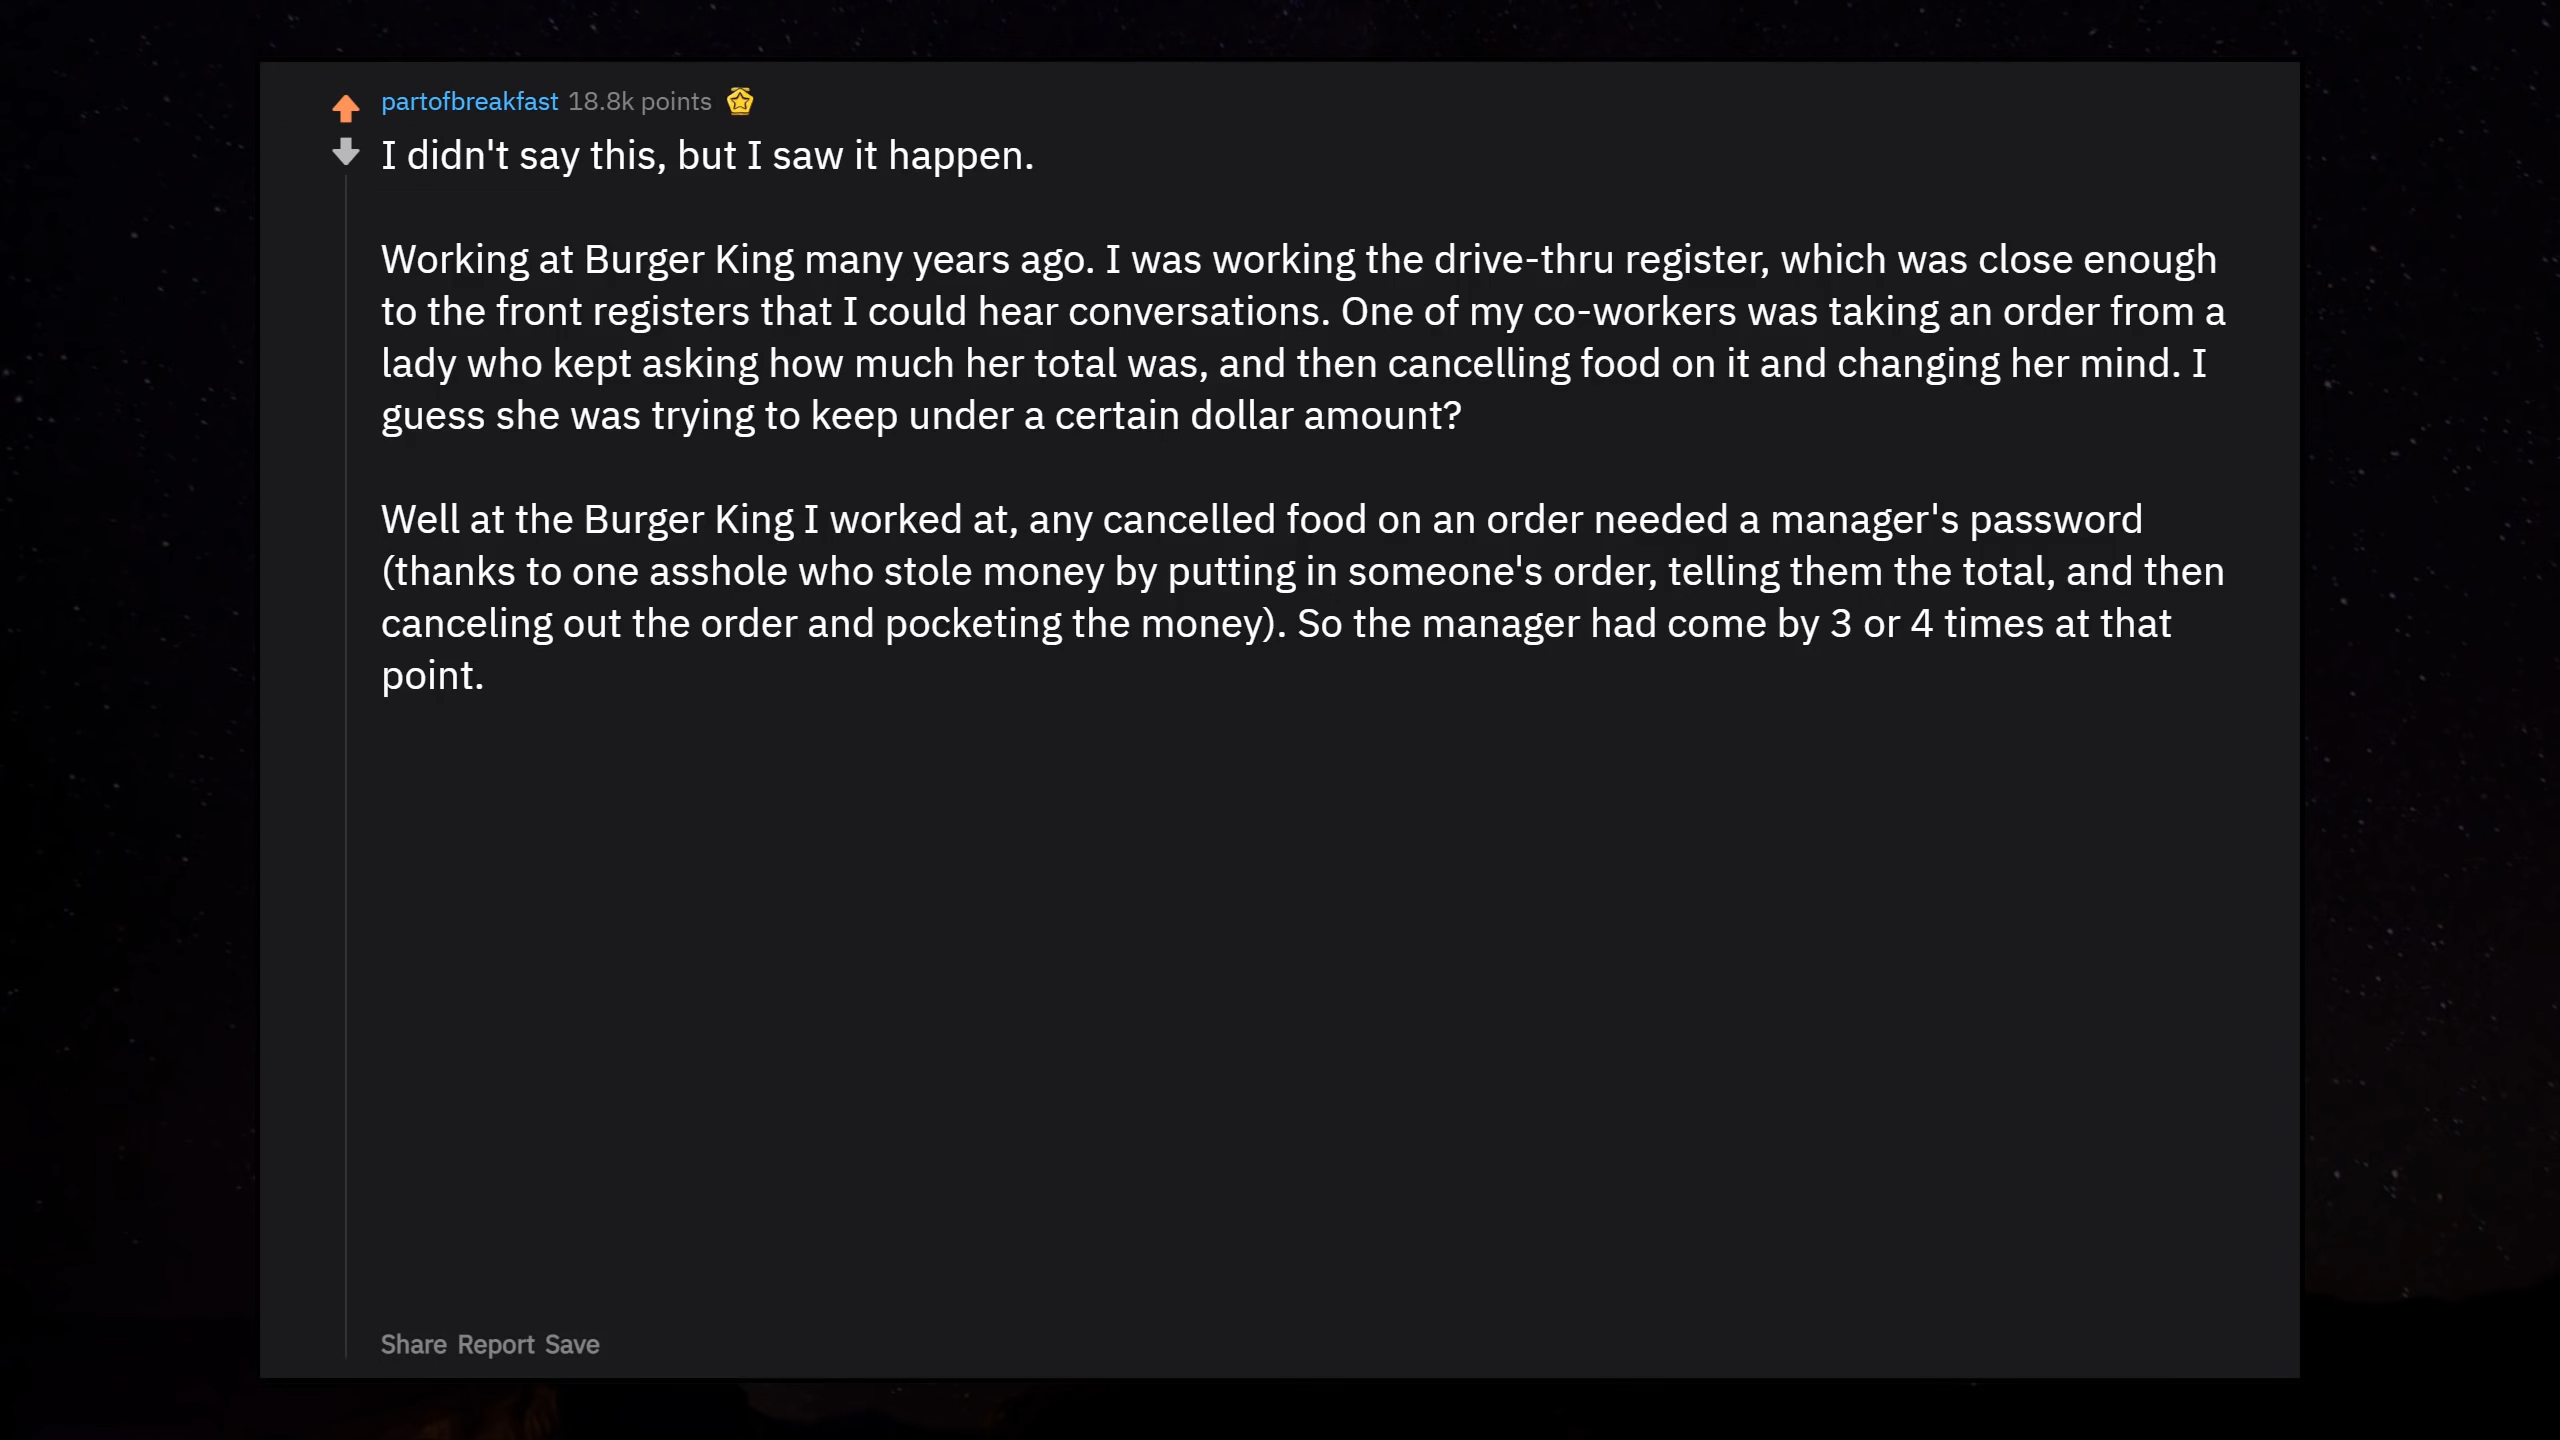 partofbreakfast 18.8k points
I didn't say this, but I saw it happen.
Working at Burger King many years ago. I was working the drive-thru register, which was close enough
to the front registers that I could hear conversations. One of my co-workers was taking an order from a
lady who kept asking how much her total was, and then cancelling food on it and changing her mind. I
guess she was trying to keep under a certain dollar amount?
Well at the Burger King I worked at, any cancelled food on an order needed a manager's password
(thanks to one asshole who stole money by putting in someone's order, telling them the total, and then
canceling out the order and pocketing the money). So the manager had come by 3 or 4 times at that
point.
Share Report Save